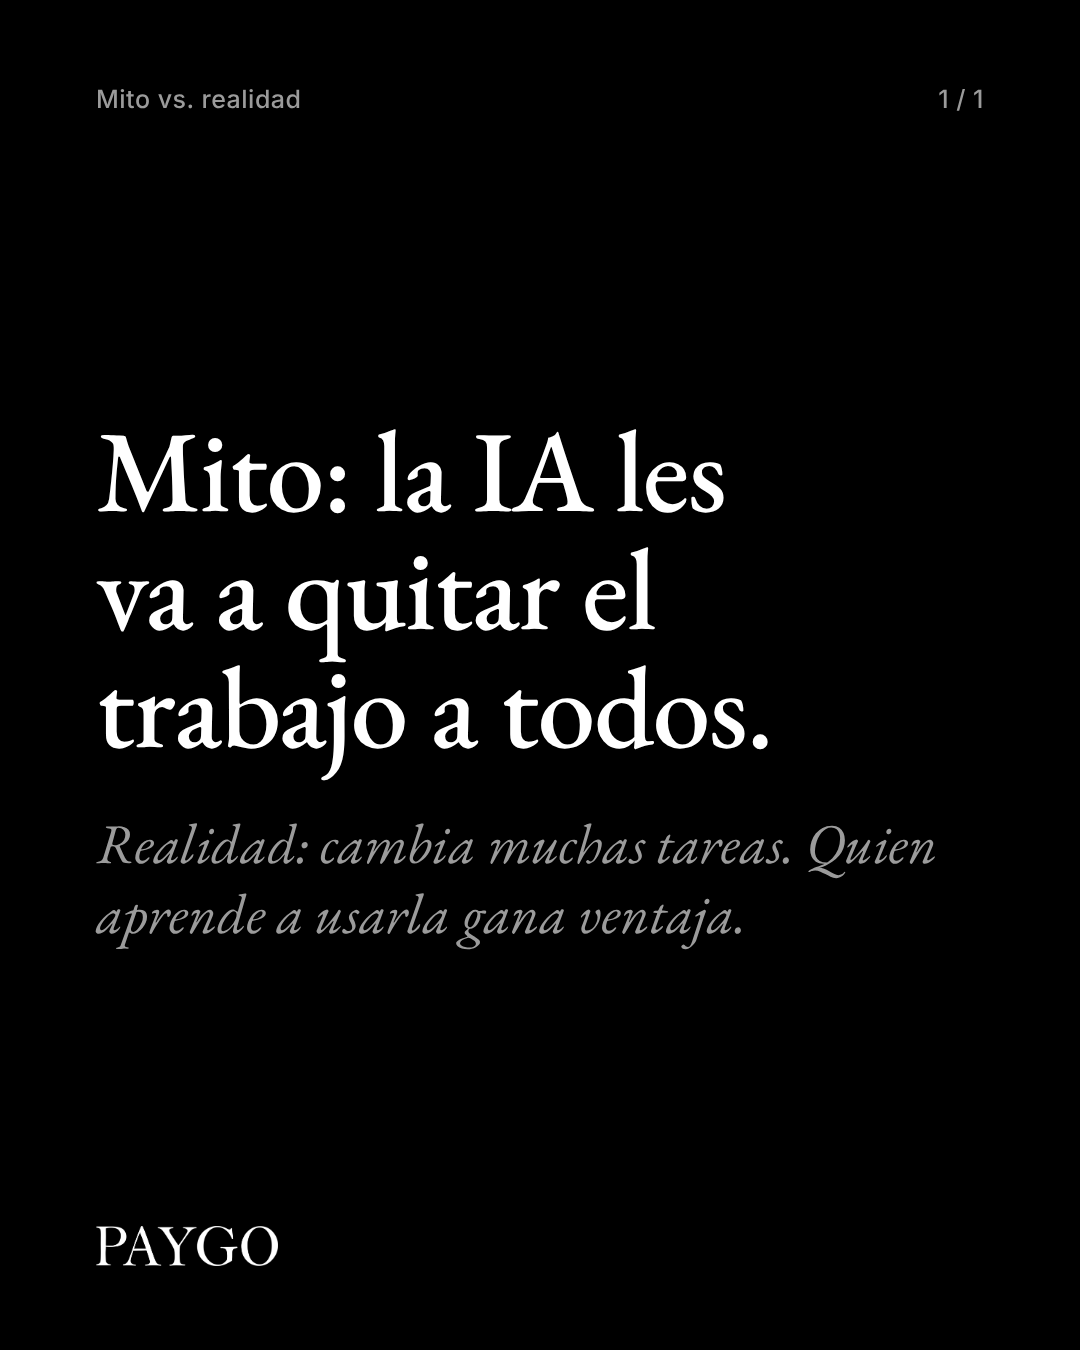 Mito vs. realidad
1 / 1
Mito: la IA les
va a quitar el
trabajo a todos.
Realidad: cambia muchas tareas. Quien
aprende a usarla gana ventaja.
PAYGO